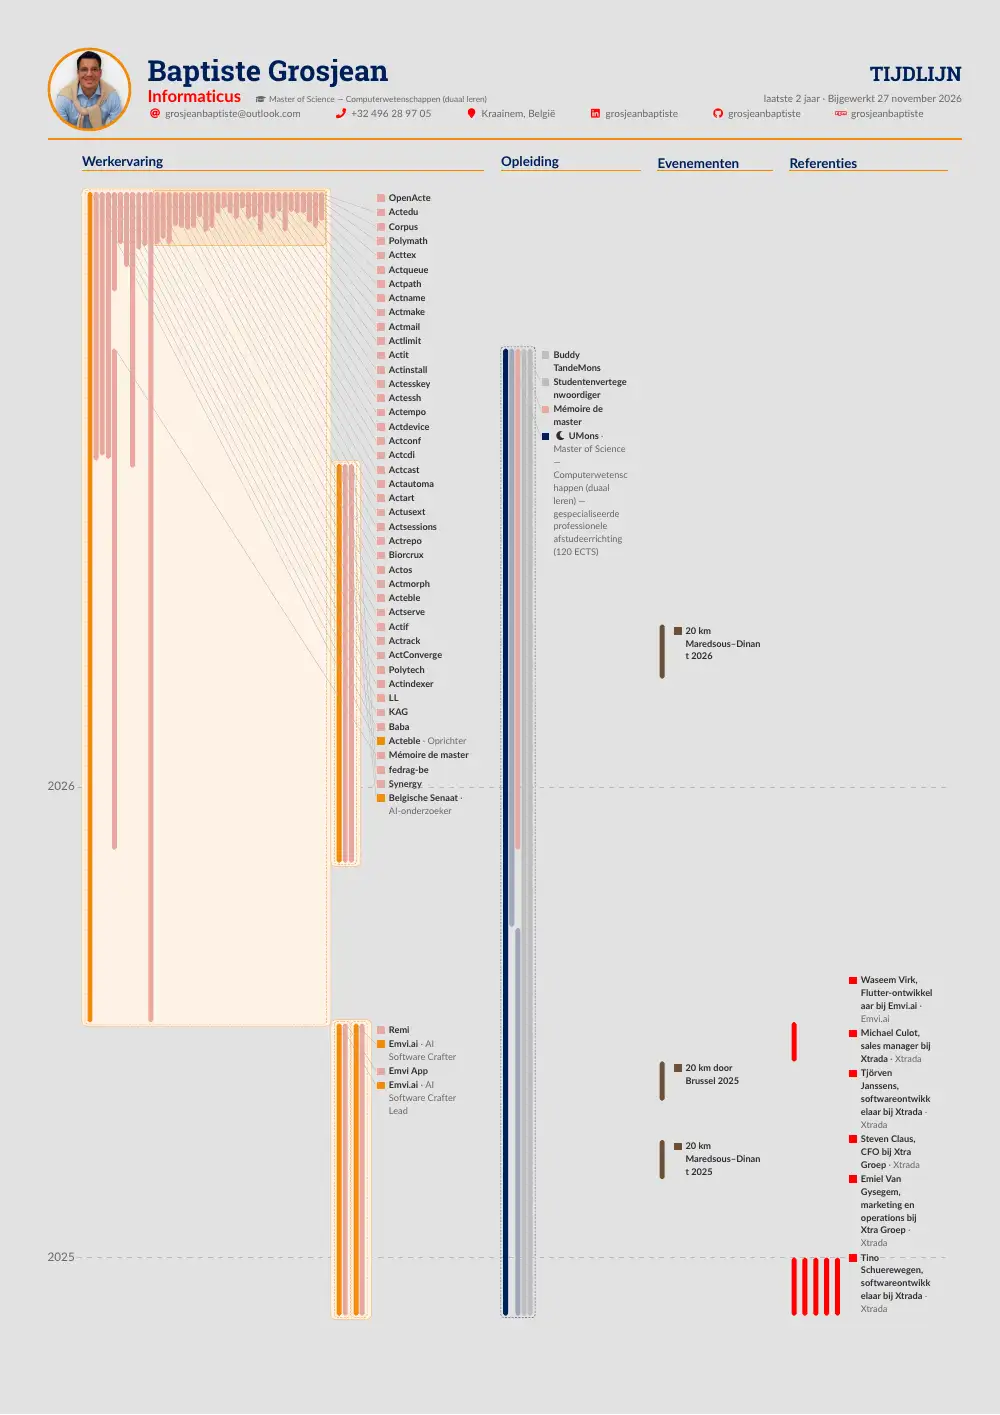 Baptiste Grosjean
TIJDLIJN
Informaticus
Master of Science — Computerwetenschappen (duaal leren)
laatste 2 jaar · Bijgewerkt 27 november 2026
grosjeanbaptiste@outlook.com
+32 496 28 97 05
Kraainem, België
grosjeanbaptiste
grosjeanbaptiste
grosjeanbaptiste
Werkervaring
Opleiding
Evenementen
Referenties
OpenActe
Actedu
Corpus
Polymath
Acttex
Actqueue
Actpath
Actname
Actmake
Actmail
Actlimit
Actit
Actinstall
Actesskey
Actessh
Actempo
Actdevice
Actconf
Actcdi
Actcast
Actautoma
Actart
Actusext
Actsessions
Actrepo
Biorcrux
Actos
Actmorph
Acteble
Actserve
Actif
Actrack
ActConverge
Polytech
Actindexer
LL
KAG
Baba
Acteble · Oprichter
Mémoire de master
fedrag-be
Synergy
Belgische Senaat ·
AI-onderzoeker
Remi
Emvi.ai · AI
Software Crafter
Emvi App
Emvi.ai · AI
Software Crafter
Lead
Buddy
TandeMons
Studentenvertege
nwoordiger
Mémoire de
master
UMons ·
Master of Science
—
Computerwetensc
happen (duaal
leren) —
gespecialiseerde
professionele
afstudeerrichting
(120 ECTS)
20 km
Maredsous–Dinan
t 2026
20 km door
Brussel 2025
20 km
Maredsous–Dinan
t 2025
Waseem Virk,
Flutter-ontwikkel
aar bij Emvi.ai ·
Emvi.ai
Michael Culot,
sales manager bij
Xtrada · Xtrada
Tjörven
Janssens,
softwareontwikk
elaar bij Xtrada ·
Xtrada
Steven Claus,
CFO bij Xtra
Groep · Xtrada
Emiel Van
Gysegem,
marketing en
operations bij
Xtra Groep ·
Xtrada
Tino
Schuerewegen,
softwareontwikk
elaar bij Xtrada ·
Xtrada
2026
2025